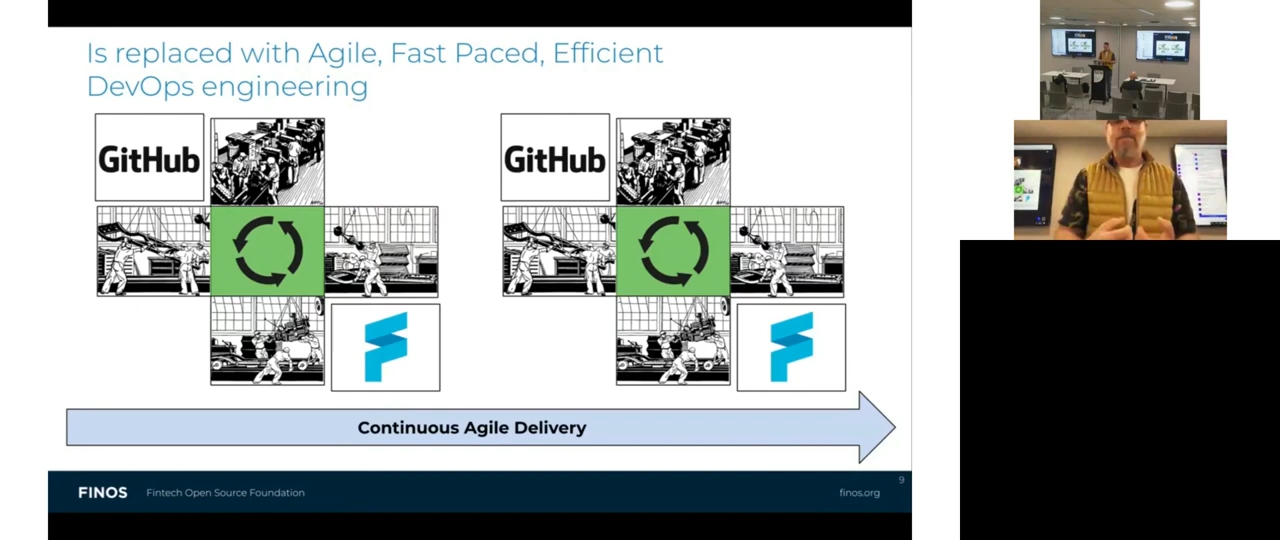 Is replaced with Agile, Fast Paced, Efficient
DevOps engineering
GitHub
GitHub
Continuous Agile Delivery
9
FINOS Fintech Open Source Foundation finos.org